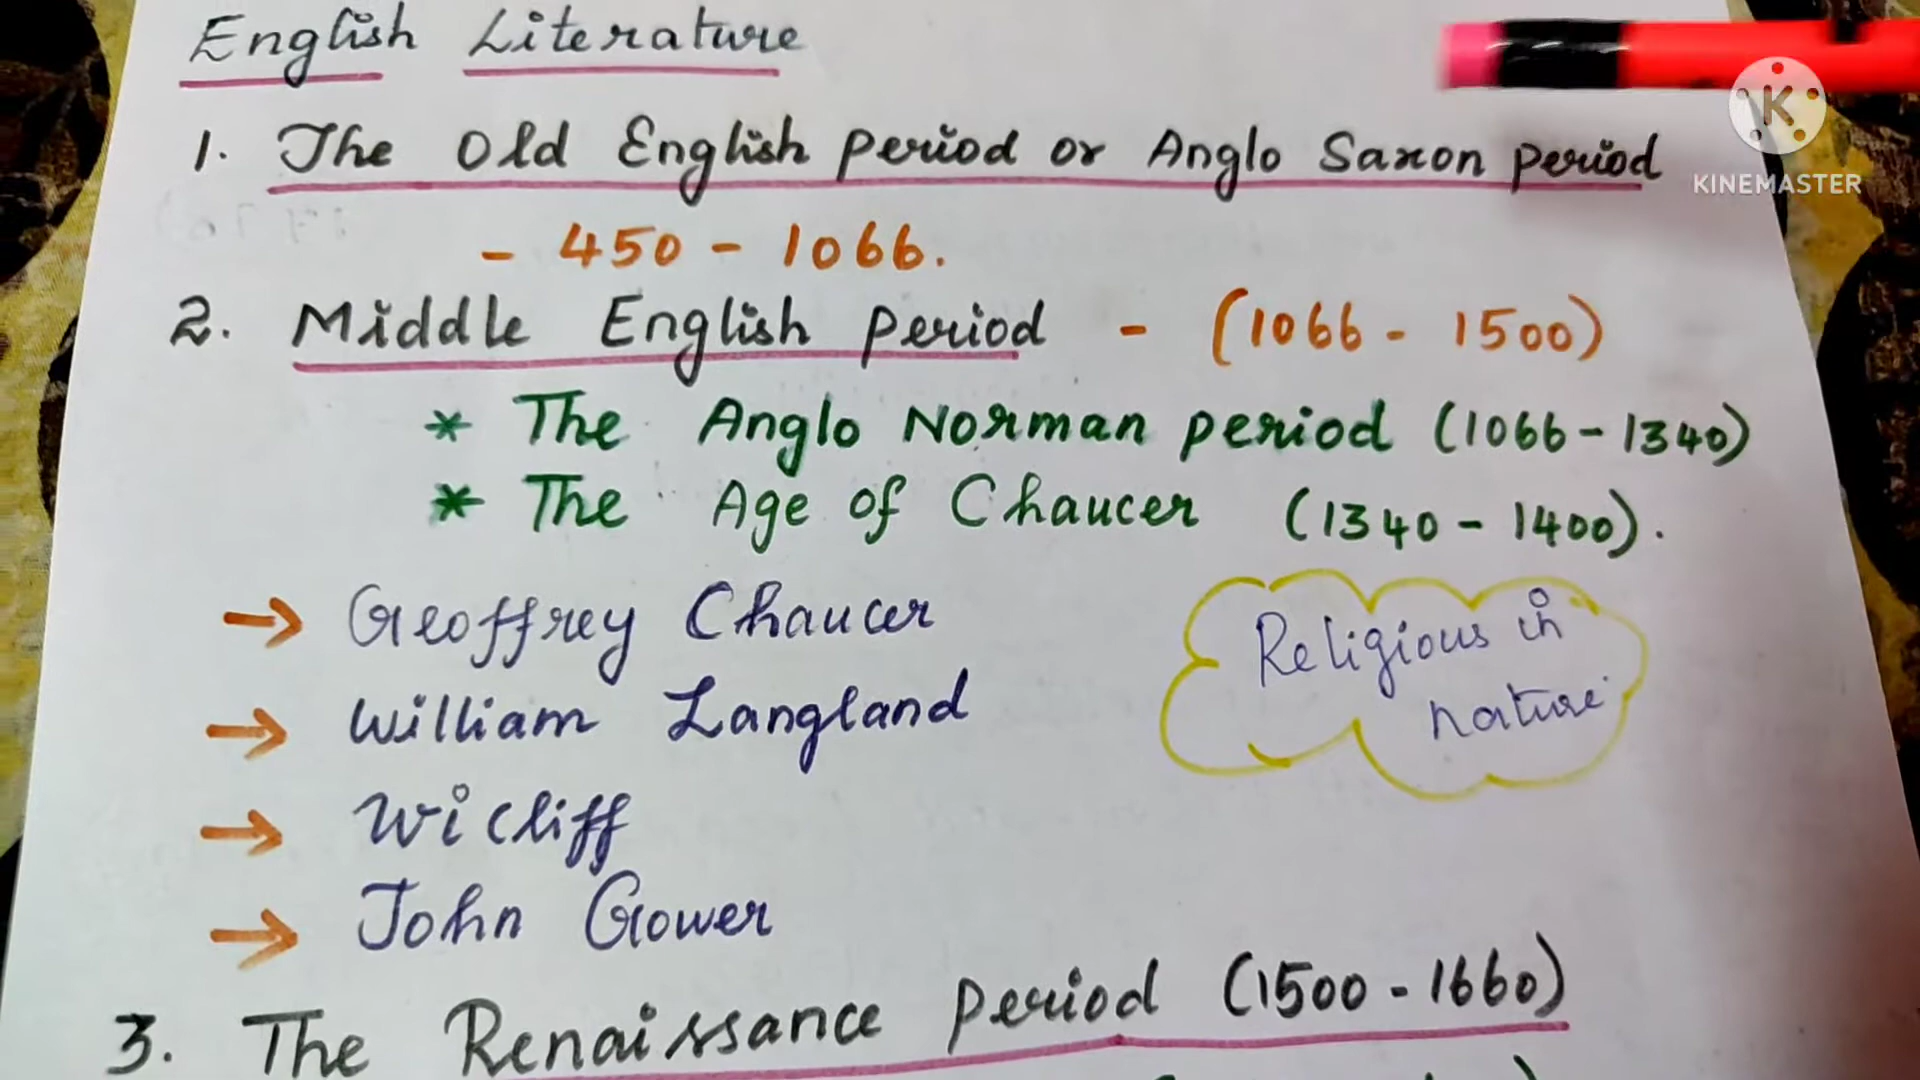 English Literature
1. The Old English period or Anglo Saxon period
- 450 - 1066.
2. Middle English period - (1066 - 1500)
* The Anglo Norman period (1066 - 1340)
* The Age of Chaucer (1340 - 1400).
→ Geoffrey Chaucer
→ William Langland
→ Wicliff
→ John Gower
Religious in
nature
3. The Renaissance period (1500 - 1660)
K
KINEMASTER